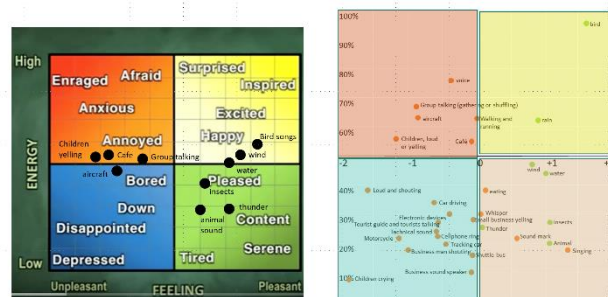 High
ENERGY
Low
Enraged
Afraid
Anxious
Annoyed
Children yelling
Cafe
Group talking
aircraft
Surprised
Inspired
Excited
Happy
Bird songs
wind
water
Bored
Down
Disappointed
Depressed
Pleased
Insects
animal sound
thunder
Content
Serene
Tired
Unpleasant
FEELING
Pleasant
100%
90%
80%
70%
60%
40%
30%
20%
10%
-2
-1
0
1
2
voice
Group talking (gathering or shuffling)
aircraft
Walking and running
Children, loud or yelling
Café
rain
wind
water
Loud and shouting
eating
Car driving
Electronic devices
Whisper
Small business yelling
Tourist guide and tourists talking
insects
Thunder
Technical sound
Cellphone ring
Motorcycle
Sound mark
Trucking car
Animal
Business man shouting
Singing
Shuttle bus
Business sound speaker
Children crying